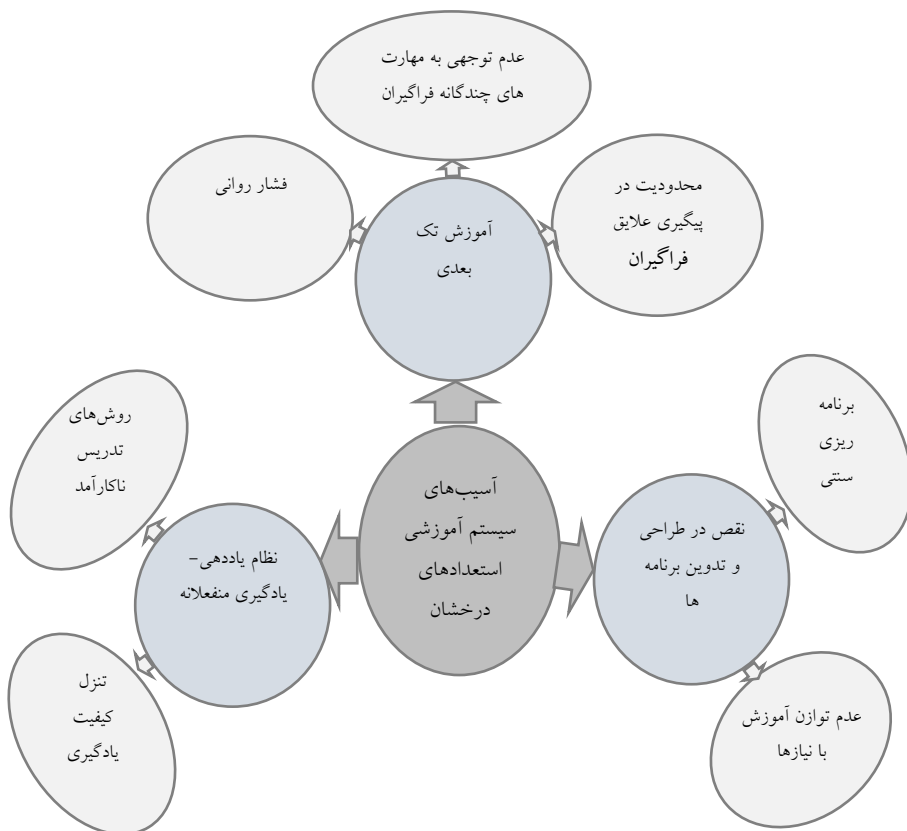 عدم توجهی به مهارت
های چندگانه فراگیران
فشار روانی
محدودیت در
پیگیری علایق
فراگیران
آموزش تک
بعدی
روش‌های
تدریس
ناکارآمد
برنامه
ریزی
سنتی
آسیب‌های
سیستم آموزشی
استعدادهای
درخشان
نظام یاددهی-
یادگیری منفعلانه
نقص در طراحی
و تدوین برنامه
ها
تنزل
کیفیت
یادگیری
عدم توازن آموزش
با نیازها